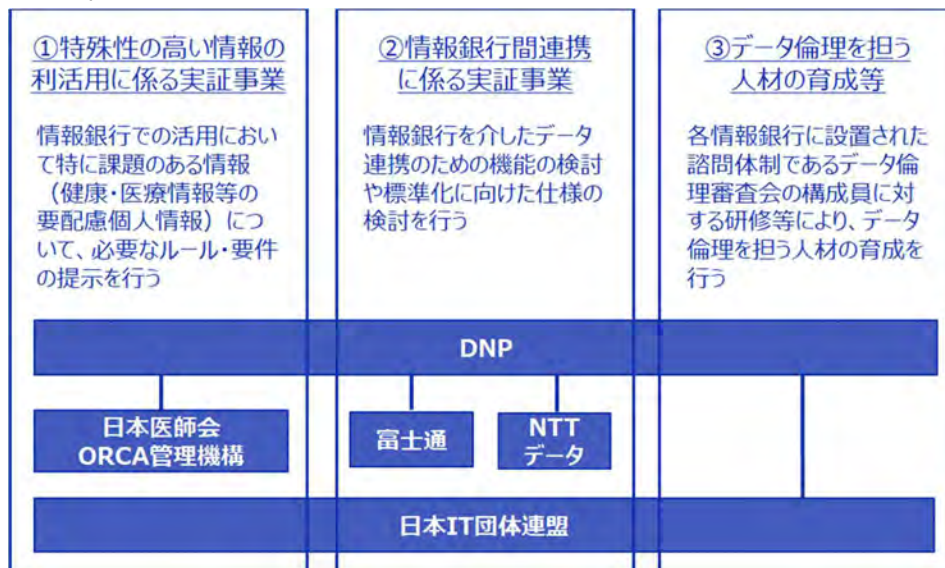 ①特殊性の高い情報の
利活用に係る実証事業
情報銀行での活用におい
て特に課題のある情報
（健康・医療情報等の
要配慮個人情報）につ
いて、必要なルール・要件
の提示を行う
②情報銀行間連携
に係る実証事業
情報銀行を介したデータ
連携のための機能の検討
や標準化に向けた仕様の
検討を行う
③データ倫理を担う
人材の育成等
各情報銀行に設置された
諮問体制であるデータ倫
理審査会の構成員に対
する研修等により、データ
倫理を担う人材の育成を
行う
DNP
日本医師会
ORCA管理機構
富士通
NTT
データ
日本IT団体連盟